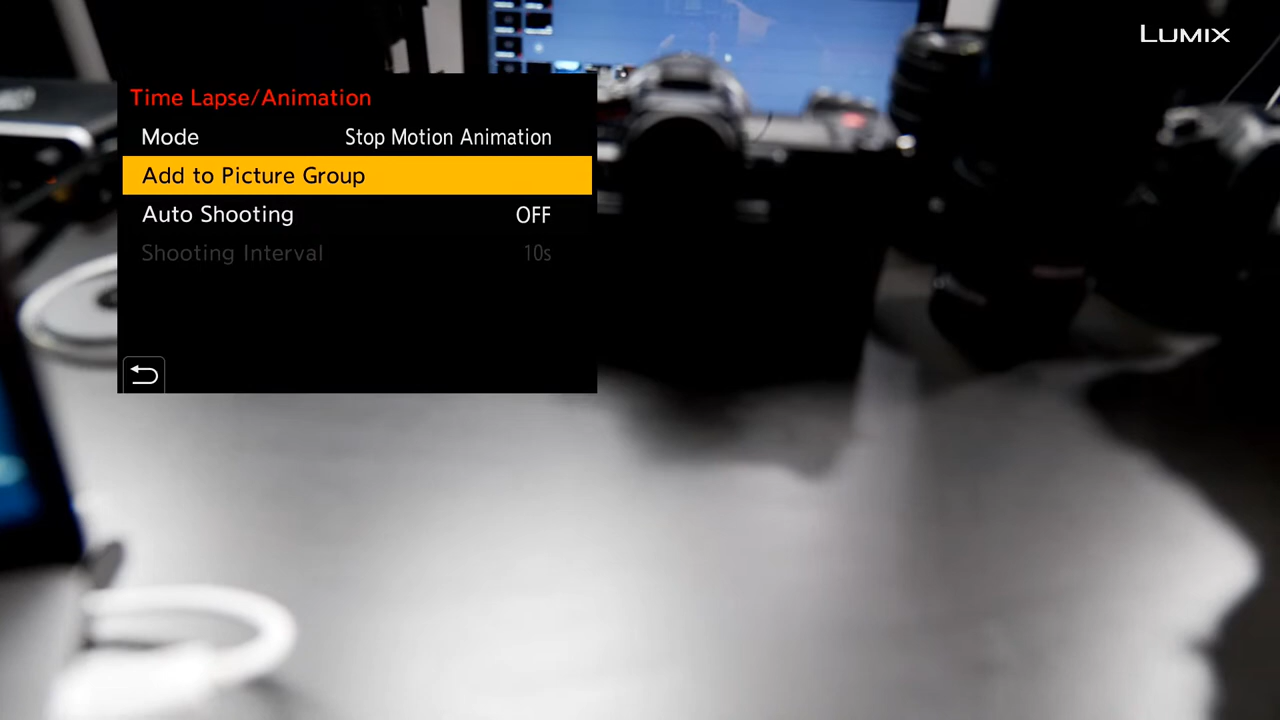 LUMIX
Time Lapse/Animation
Mode Stop Motion Animation
Add to Picture Group
Auto Shooting OFF
Shooting Interval 10s